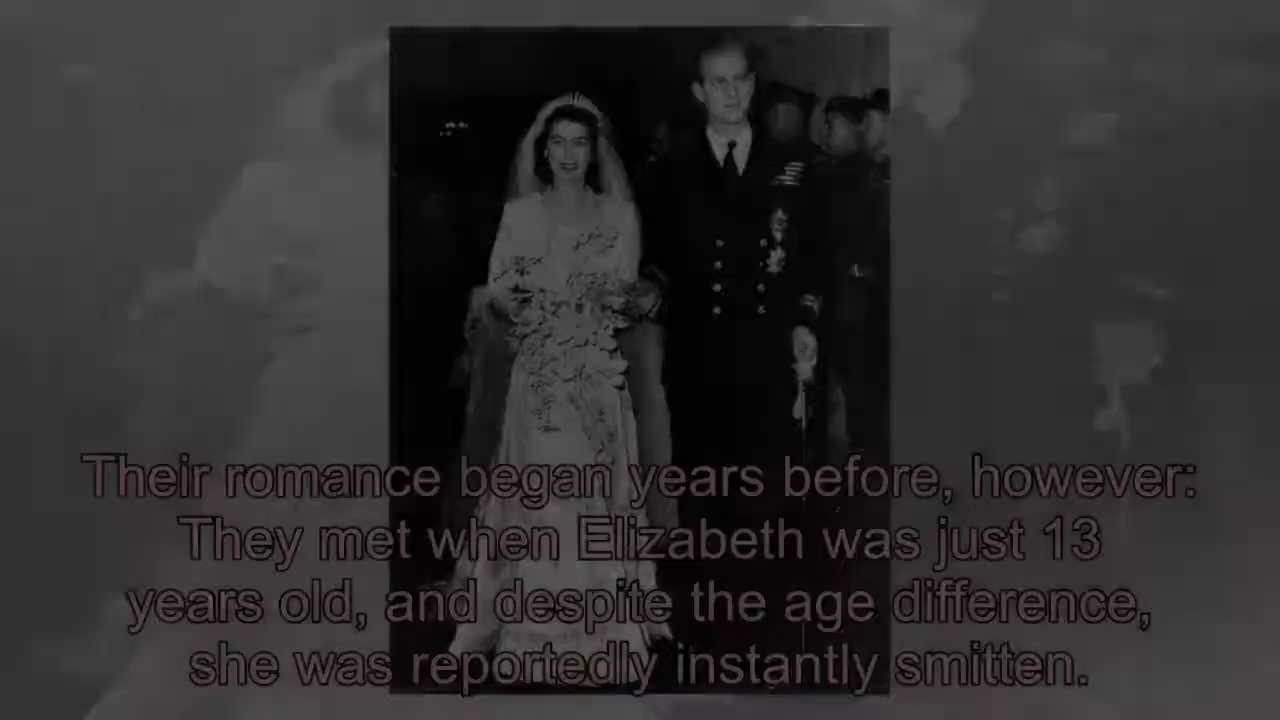 Their romance began years before, however:
They met when Elizabeth was just 13
years old, and despite the age difference,
she was reportedly instantly smitten.